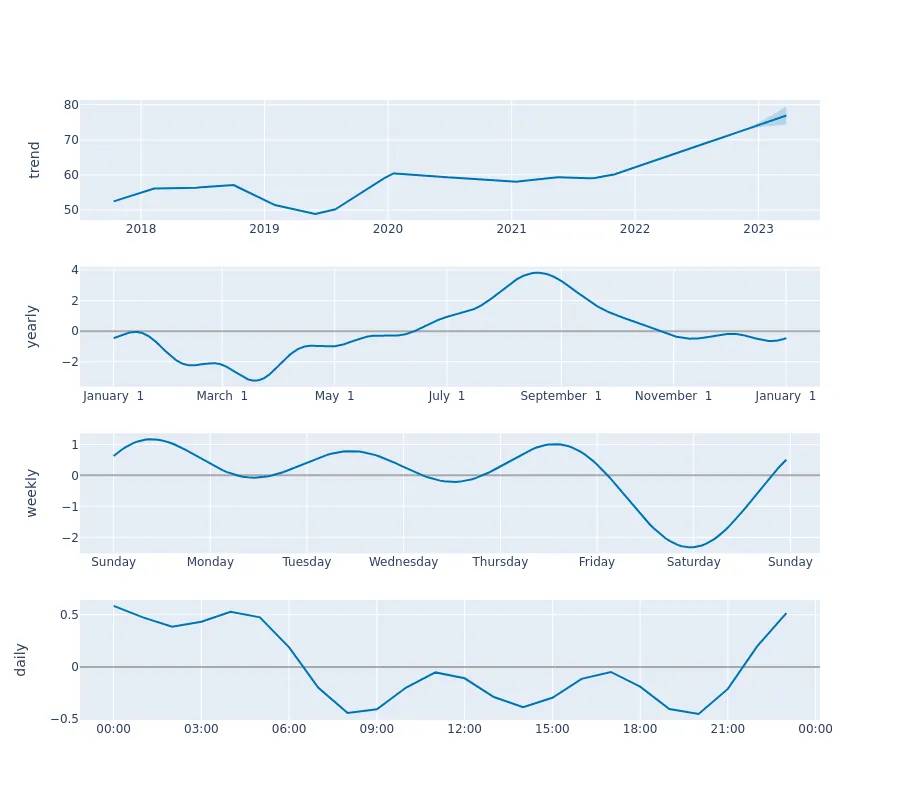 trend
80
70
60
50
2018 2019 2020 2021 2022 2023
yearly
4
2
0
−2
January 1 March 1 May 1 July 1 September 1 November 1 January 1
weekly
1
0
−1
−2
Sunday Monday Tuesday Wednesday Thursday Friday Saturday Sunday
daily
0.5
0
−0.5
00:00 03:00 06:00 09:00 12:00 15:00 18:00 21:00 00:00